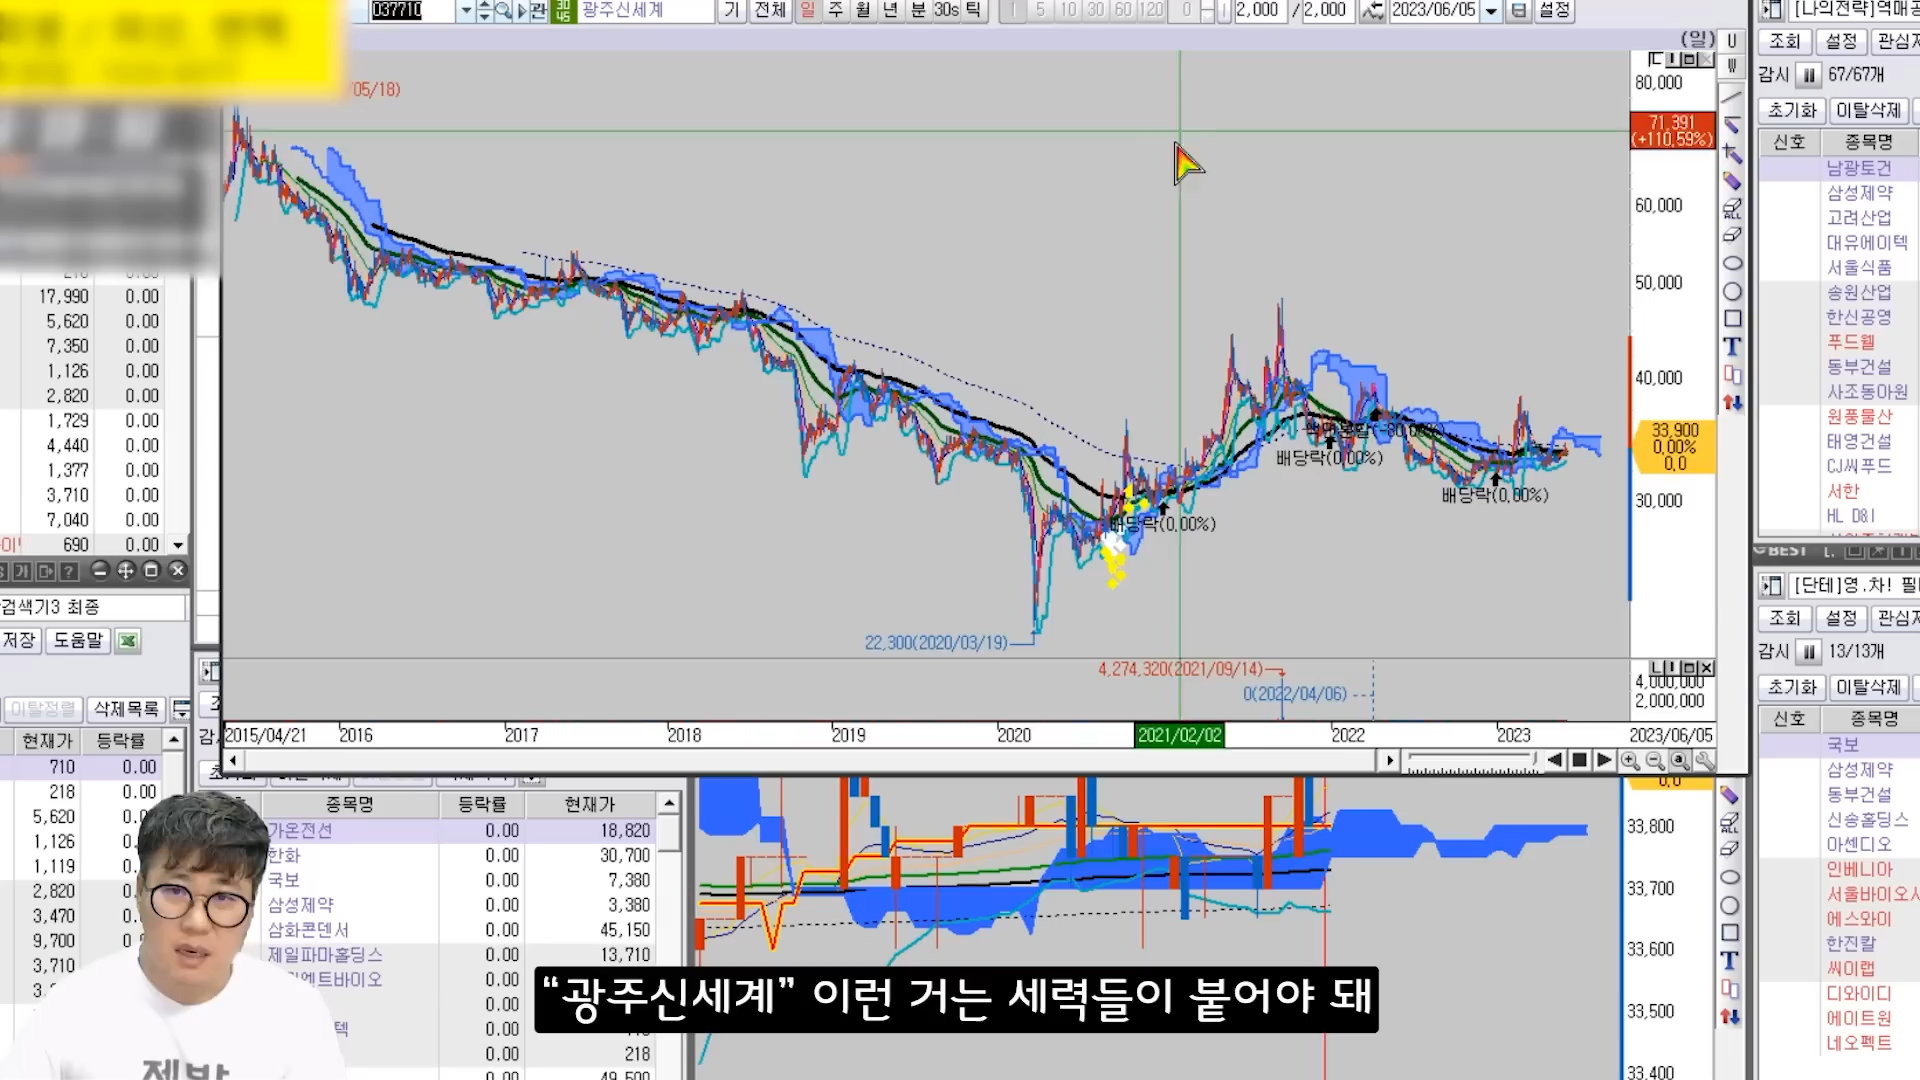 037710
광주신세계
기 전체 일 주 월 년 분 30s 틱
1 5 10 30 60 120 0 2,000 /2,000 2023/06/05 설정
(일)
05/18)
80,000
71,391
(+110,59%)
60,000
50,000
40,000
33,900
0,00%
0,0
30,000
배당락(0,00%)
배당락(0,00%)
배당락(0,00%)
22,300(2020/03/19)
4,274,320(2021/09/14)
0(2022/04/06)
4,000,000
2,000,000
2015/04/21 2016 2017 2018 2019 2020 2021/02/02 2022 2023 2023/06/05
17,990 0.00
5,620 0.00
7,350 0.00
1,126 0.00
2,820 0.00
1,729 0.00
4,440 0.00
1,377 0.00
3,710 0.00
7,040 0.00
690 0.00
검색기3 최종
저장 도움말
이탈정렬 삭제목록
현재가 등락률
710 0.00
218 0.00
5,620
1,126
1,119
2,820
3,470
9,700
3,710
종목명 등락률 현재가
가온전선 0.00 18,820
한화 0.00 30,700
국보 0.00 7,380
삼성제약 0.00 3,380
삼화콘덴서 0.00 45,150
제일파마홀딩스 0.00 13,710
엔트바이오 0.00
0.00
텍 0.00
0.00 218
0.00 49,500
33,800
33,700
33,600
33,500
33,400
[나의전략]역매공
조회 설정 관심
감시 67/67개
초기화 이탈삭제
신호 종목명
남광토건
삼성제약
고려산업
대유에이텍
서울식품
송원산업
한신공영
푸드웰
동부건설
사조동아원
원풍물산
태영건설
CJ씨푸드
서한
HL D&I
[단테]영.차! 필
조회 설정 관심
감시 13/13개
초기화 이탈삭제
신호 종목명
국보
삼성제약
동부건설
신송홀딩스
아센디오
인베니아
서울바이오시
에스와이
한진칼
씨이랩
디와이디
에이트원
네오펙트
“광주신세계” 이런 거는 세력들이 붙어야 돼